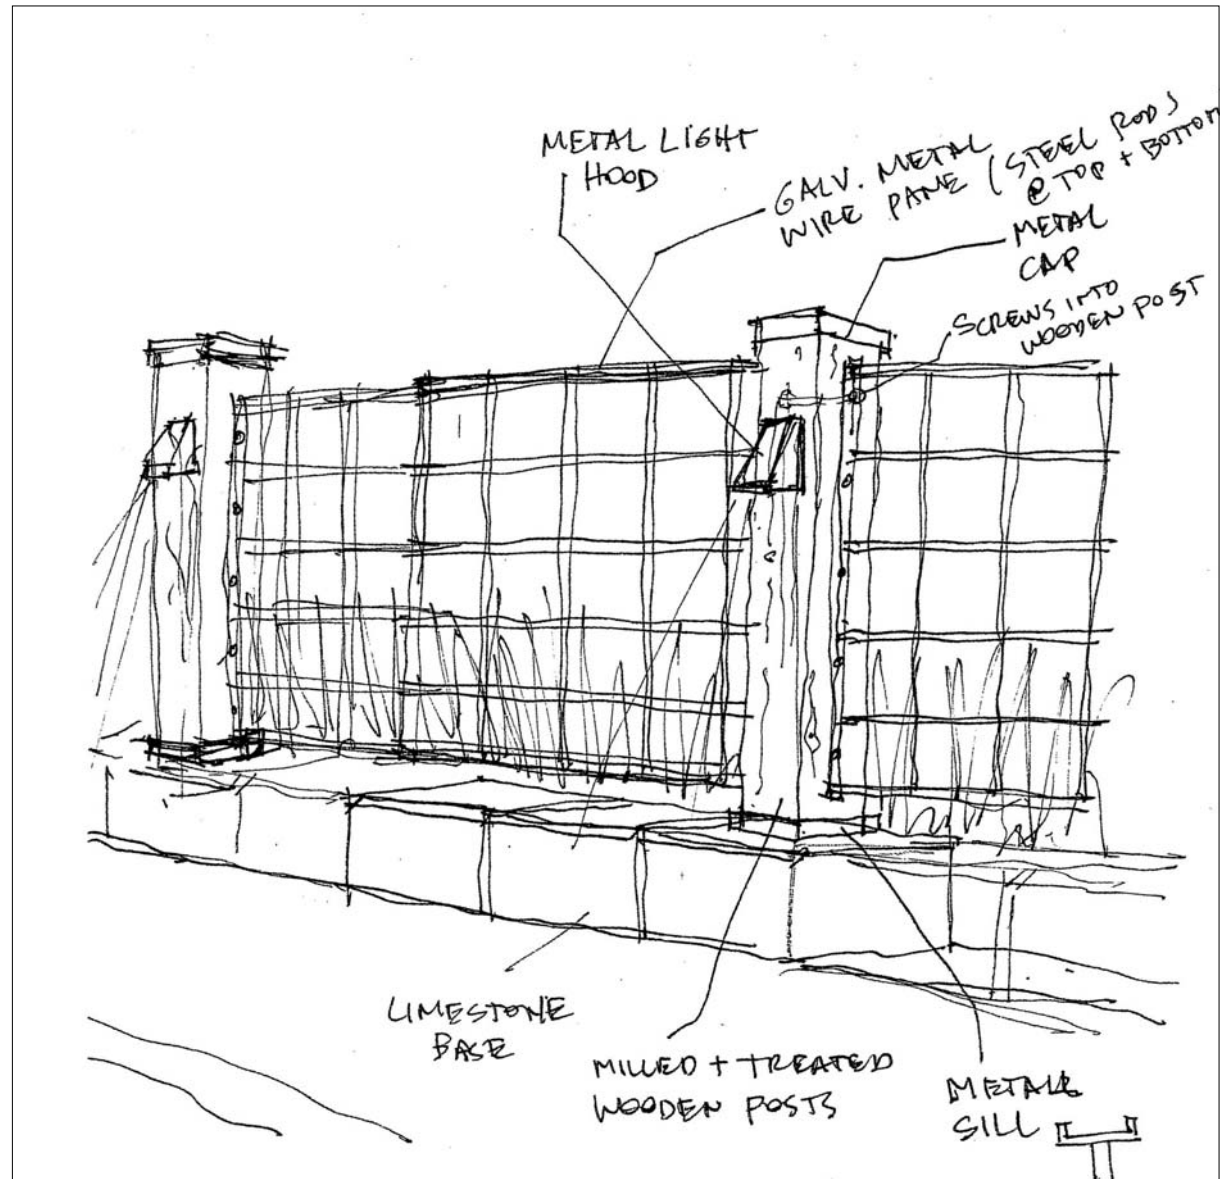 METAL LIGHT
HOOD
GALV. METAL
WIRE PANE (STEEL RODS
@ TOP + BOTTOM
METAL
CAP
SCREWS INTO
WOODEN POST
LIMESTONE
BASE
MILLED + TREATED
WOODEN POSTS
METAL
SILL